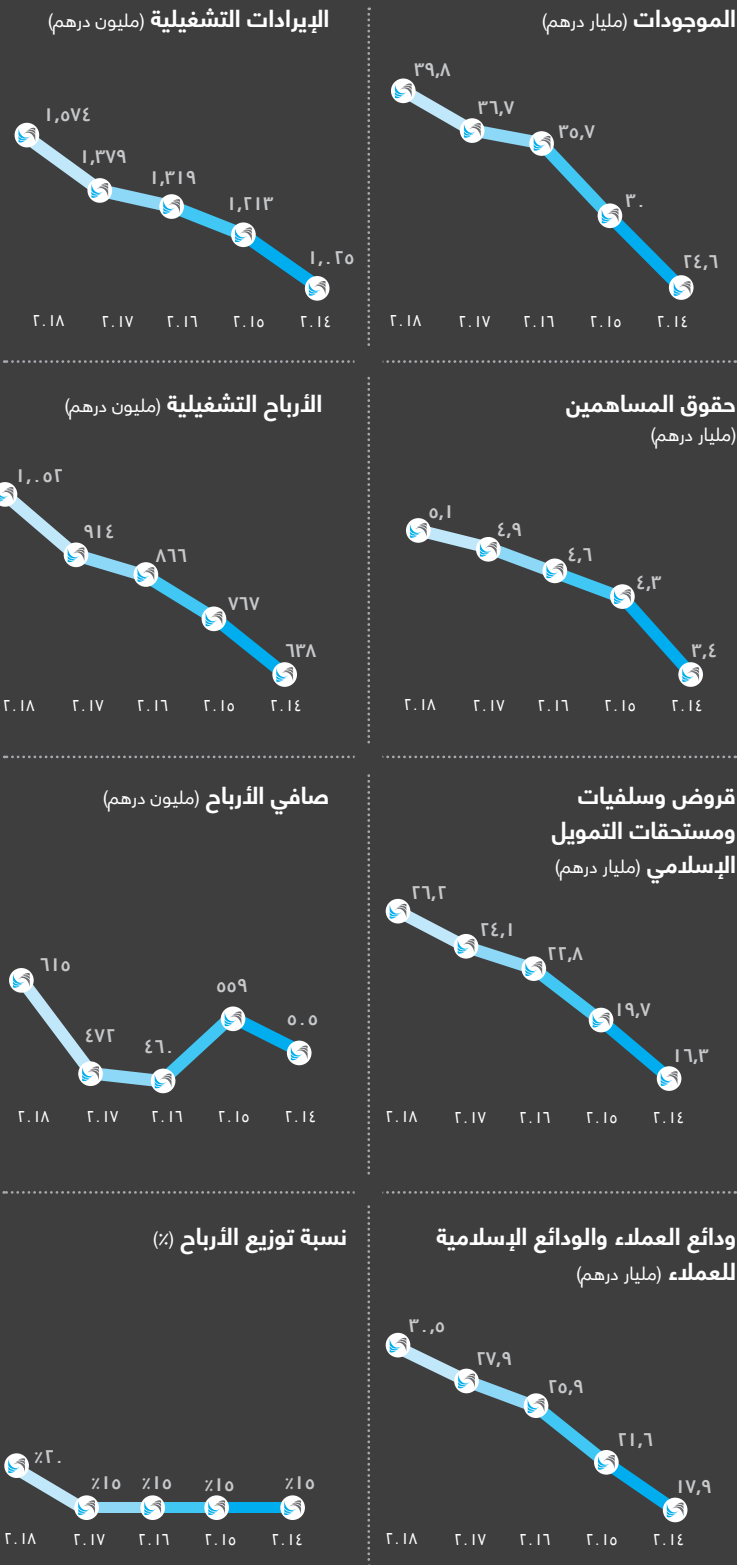 الموجودات (مليار درهم)
٣٩,٨
٣٦,٧
٣٥,٧
٣٠
٢٤,٦
٢٠١٨ ٢٠١٧ ٢٠١٦ ٢٠١٥ ٢٠١٤
الإيرادات التشغيلية (مليون درهم)
١,٥٧٤
١,٣٧٩
١,٣١٩
١,٢١٣
١,٠٢٥
٢٠١٨ ٢٠١٧ ٢٠١٦ ٢٠١٥ ٢٠١٤
حقوق المساهمين
(مليار درهم)
٥,١
٤,٩
٤,٦
٤,٣
٣,٤
٢٠١٨ ٢٠١٧ ٢٠١٦ ٢٠١٥ ٢٠١٤
الأرباح التشغيلية (مليون درهم)
١,٠٥٢
٩١٤
٨٦٦
٧٦٧
٦٣٨
٢٠١٨ ٢٠١٧ ٢٠١٦ ٢٠١٥ ٢٠١٤
قروض وسلفيات
ومستحقات التمويل
الإسلامي (مليار درهم)
٢٦,٢
٢٤,١
٢٢,٨
١٩,٧
١٦,٣
٢٠١٨ ٢٠١٧ ٢٠١٦ ٢٠١٥ ٢٠١٤
صافي الأرباح (مليون درهم)
٦١٥
٤٧٢
٤٦٠
٥٥٩
٥٠٥
٢٠١٨ ٢٠١٧ ٢٠١٦ ٢٠١٥ ٢٠١٤
ودائع العملاء والودائع الإسلامية
للعملاء (مليار درهم)
٣٠,٥
٢٧,٩
٢٥,٩
٢١,٦
١٧,٩
٢٠١٨ ٢٠١٧ ٢٠١٦ ٢٠١٥ ٢٠١٤
نسبة توزيع الأرباح (٪)
٪٢٠
٪١٥ ٪١٥ ٪١٥ ٪١٥
٢٠١٨ ٢٠١٧ ٢٠١٦ ٢٠١٥ ٢٠١٤